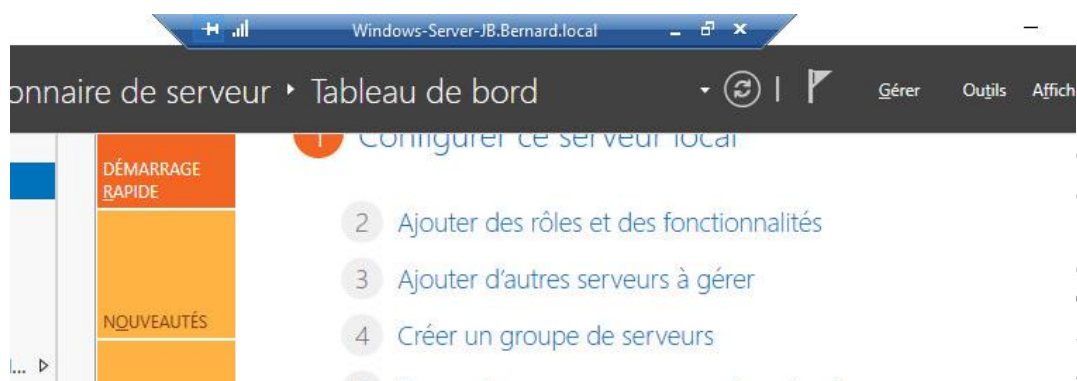 Windows-Server-JB.Bernard.local
onnaire de serveur Tableau de bord
Gérer Outils Affich
DÉMARRAGE
RAPIDE
NOUVEAUTÉS
1 Configurer ce serveur local
2 Ajouter des rôles et des fonctionnalités
3 Ajouter d'autres serveurs à gérer
4 Créer un groupe de serveurs